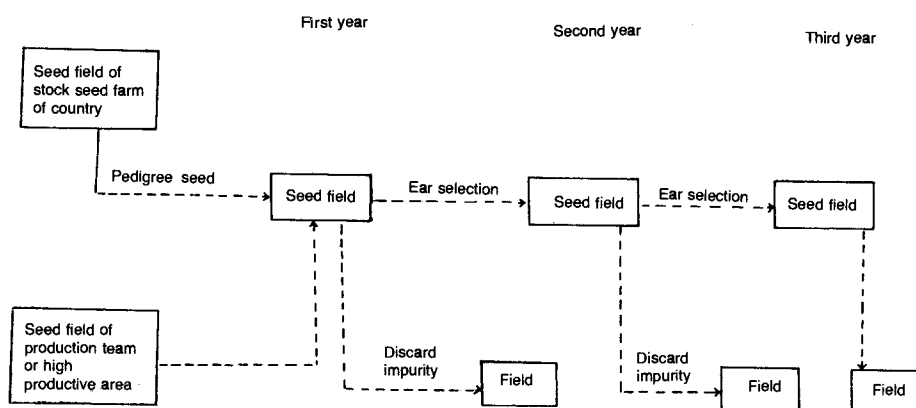 First year
Second year
Third year
Seed field of
stock seed farm
of country
Pedigree seed
Seed field
Ear selection
Seed field
Ear selection
Seed field
Seed field of
production team
or high
productive area
Discard
impurity
Field
Discard
impurity
Field
Field